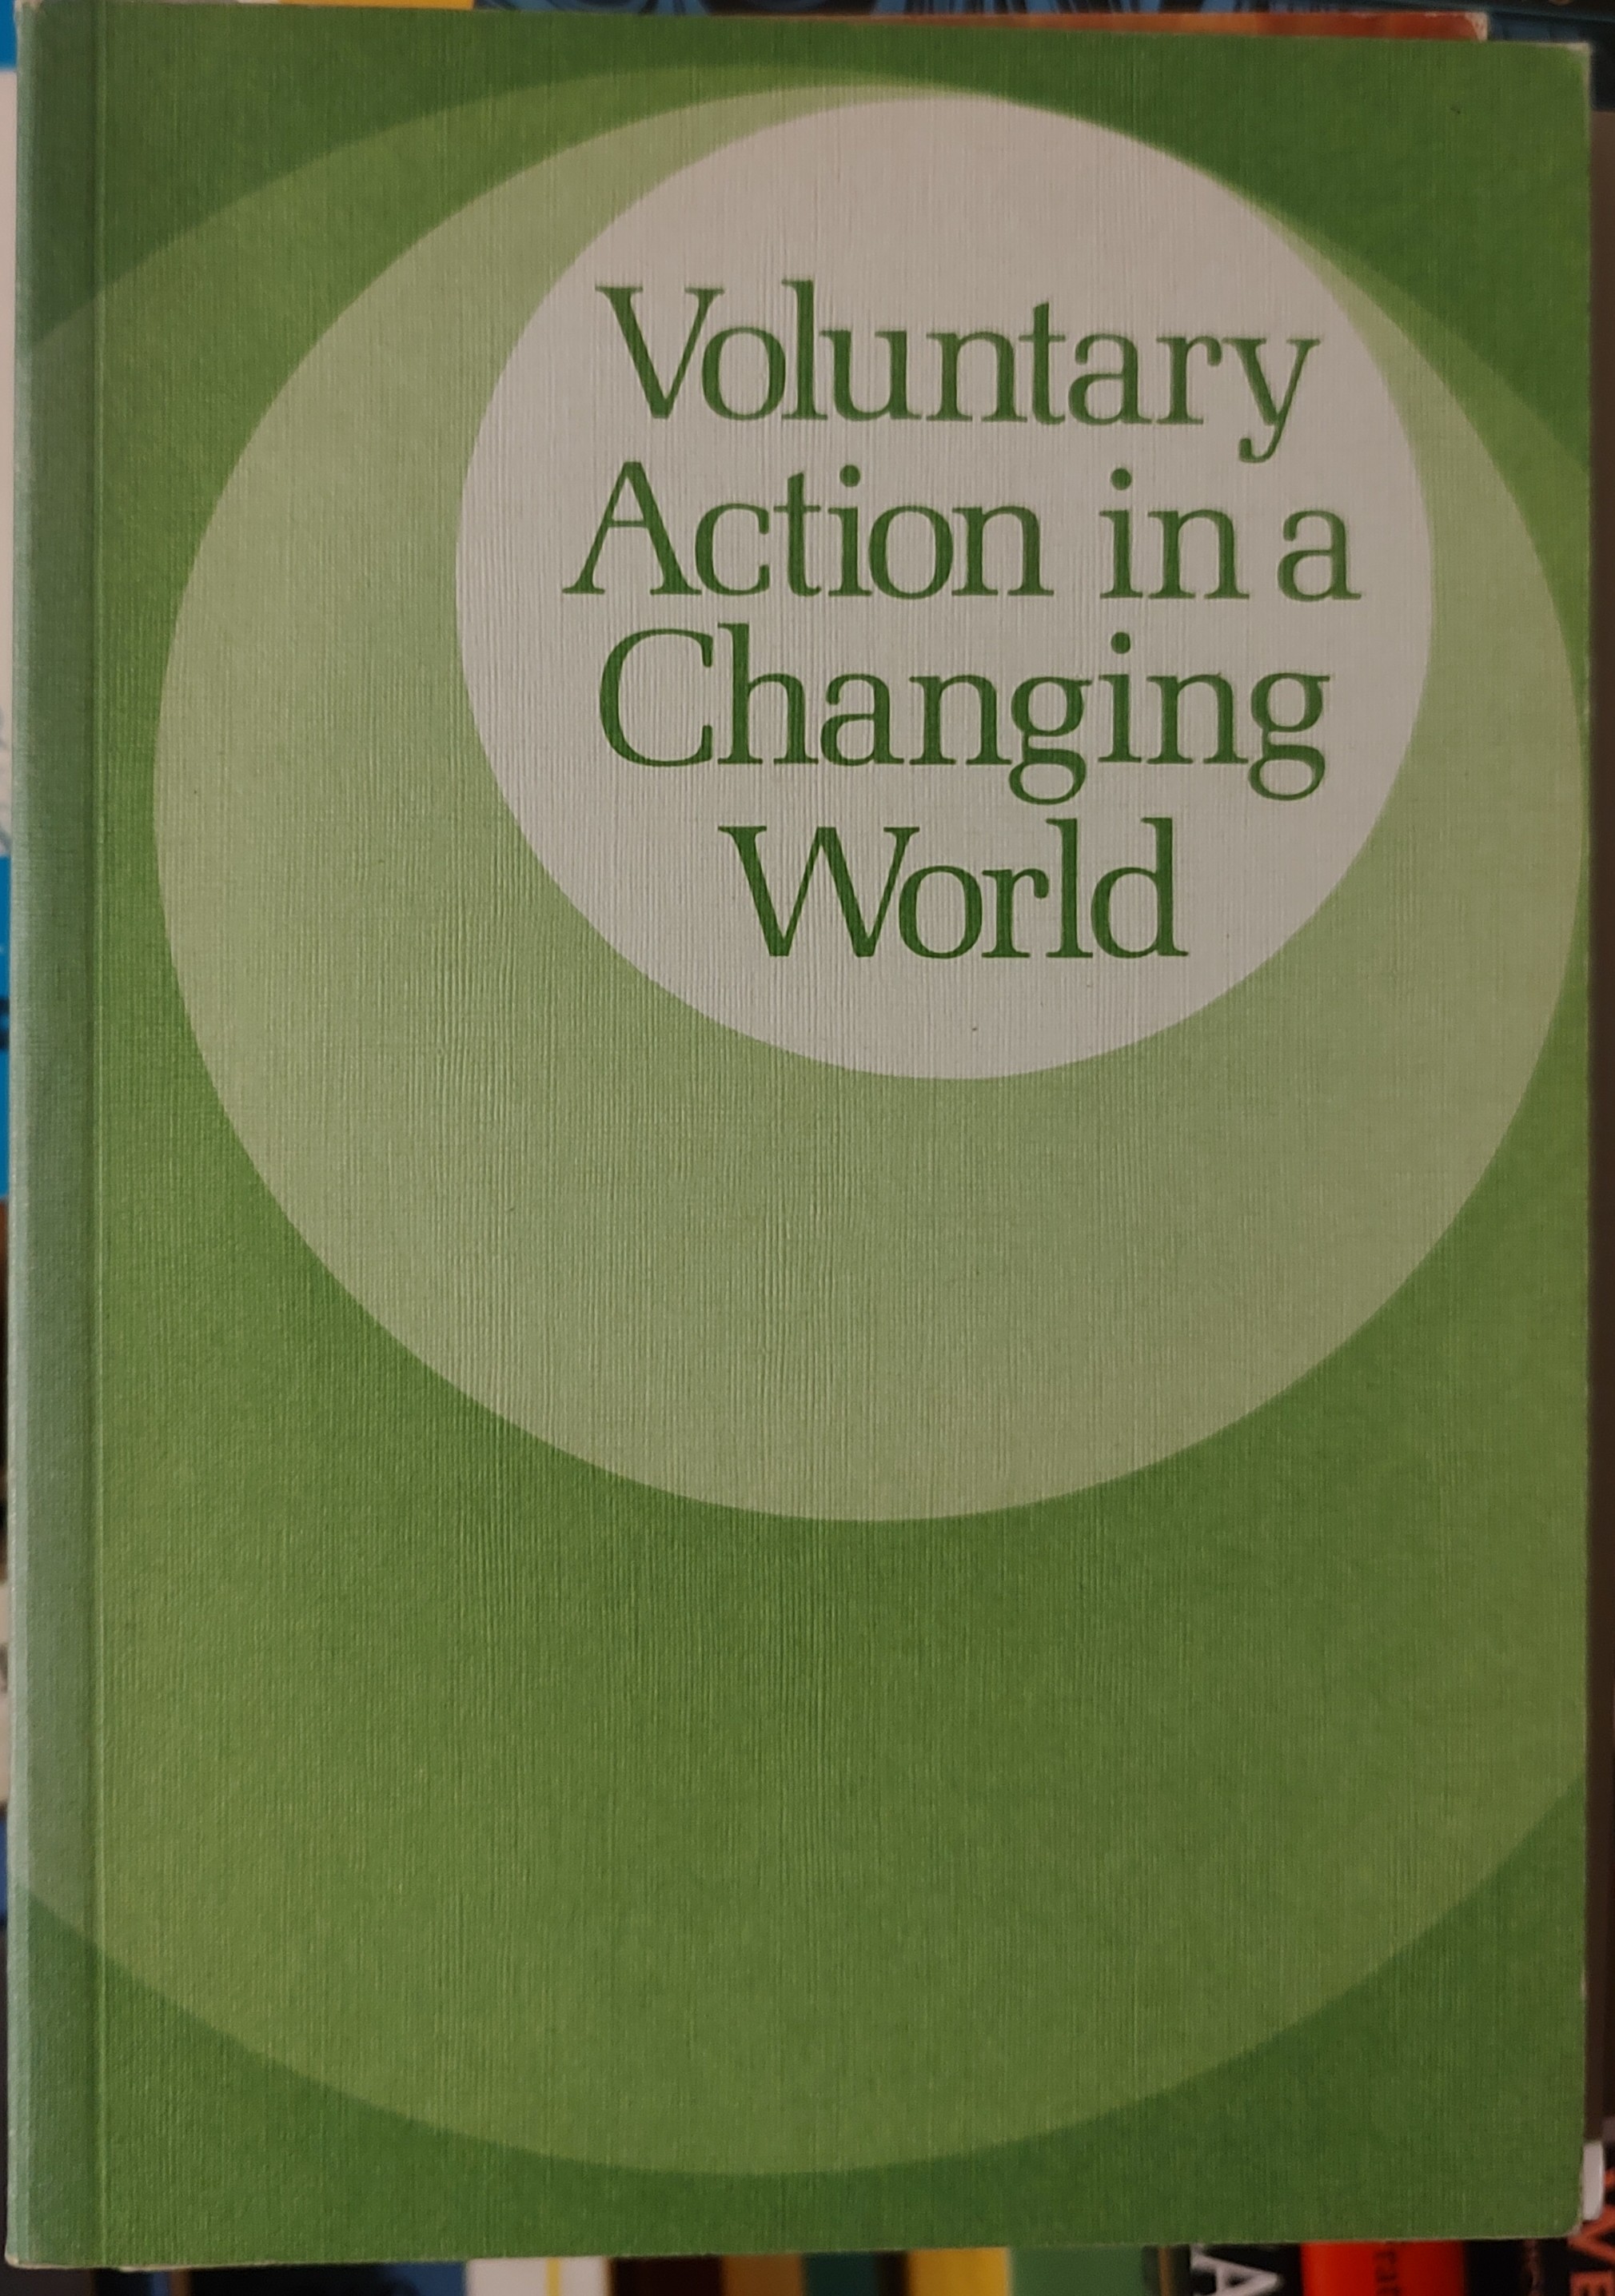 Voluntary
Action in a
Changing
World